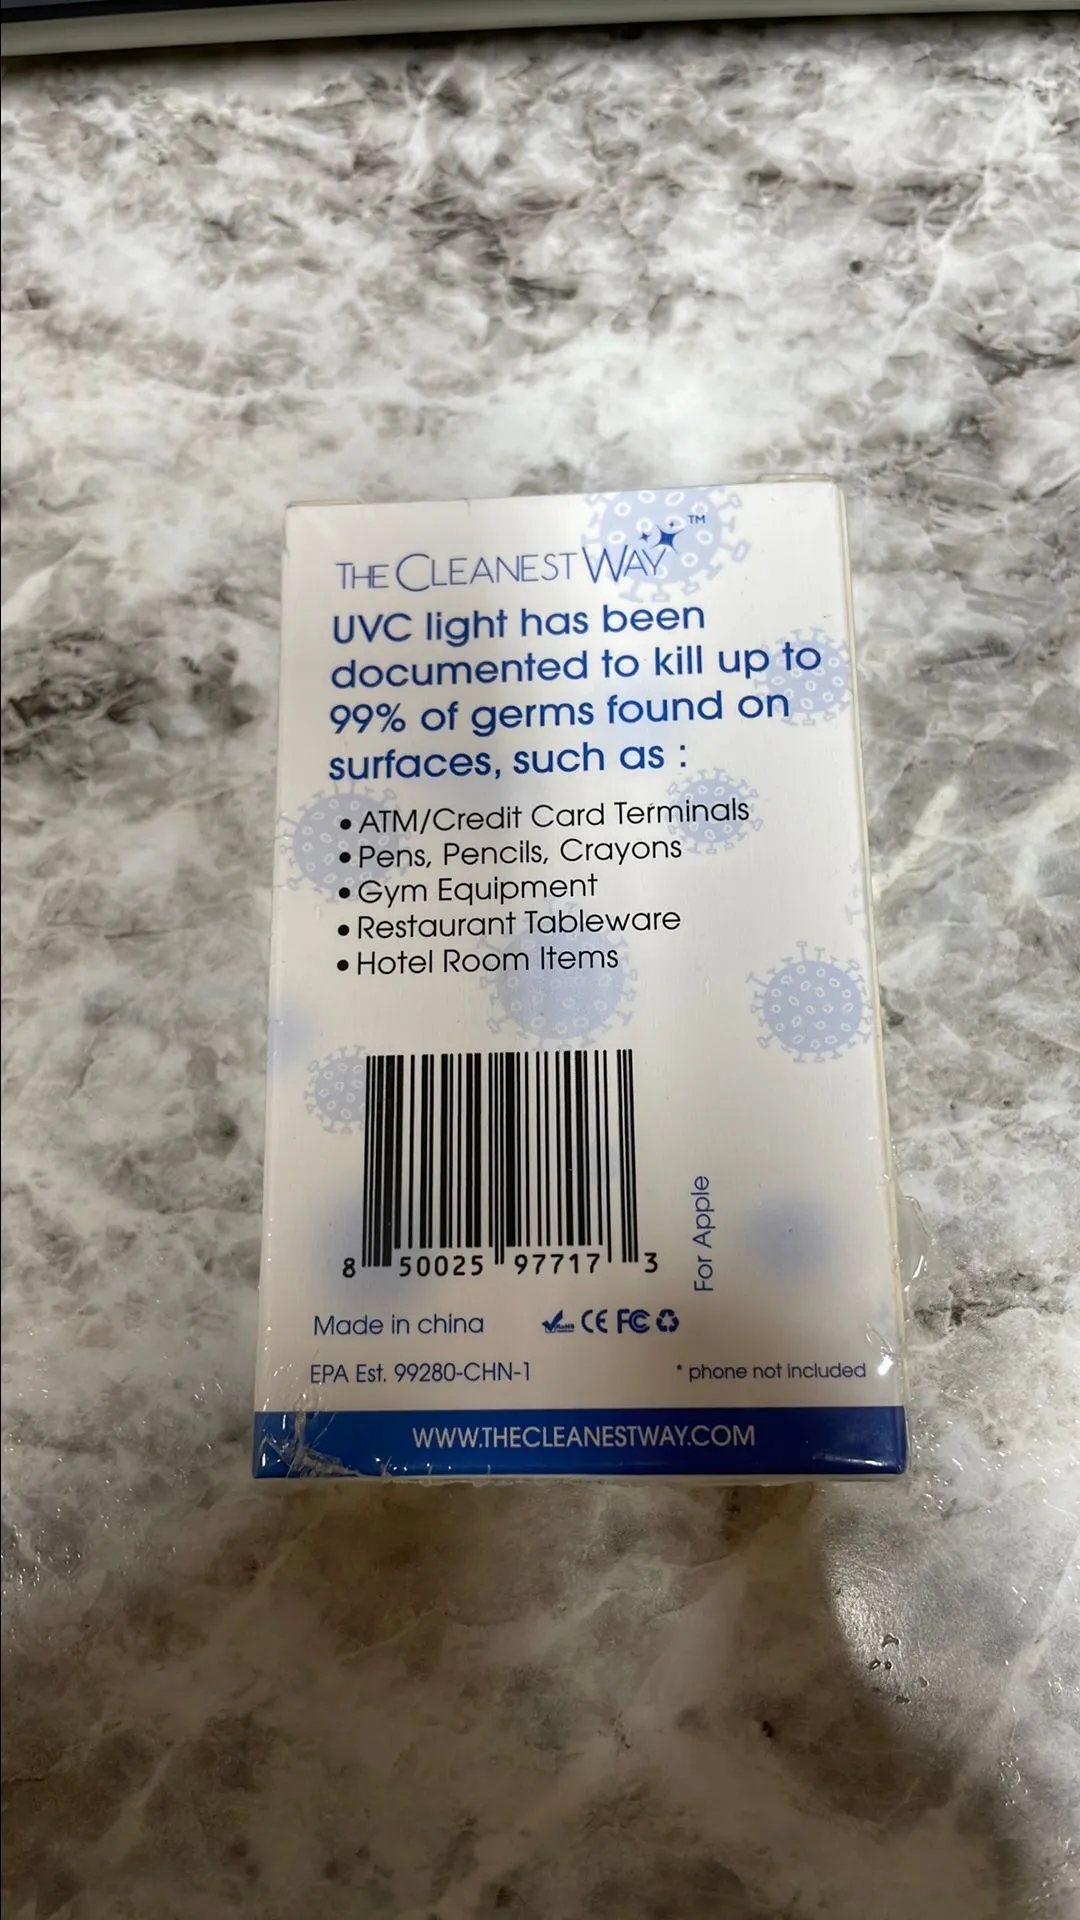 THE CLEANEST WAY™
UVC light has been
documented to kill up to
99% of germs found on
surfaces, such as :
• ATM/Credit Card Terminals
• Pens, Pencils, Crayons
• Gym Equipment
• Restaurant Tableware
• Hotel Room Items
8 50025 97717 3
For Apple
Made in china RoHS CE FC
EPA Est. 99280-CHN-1 * phone not included
WWW.THECLEANESTWAY.COM